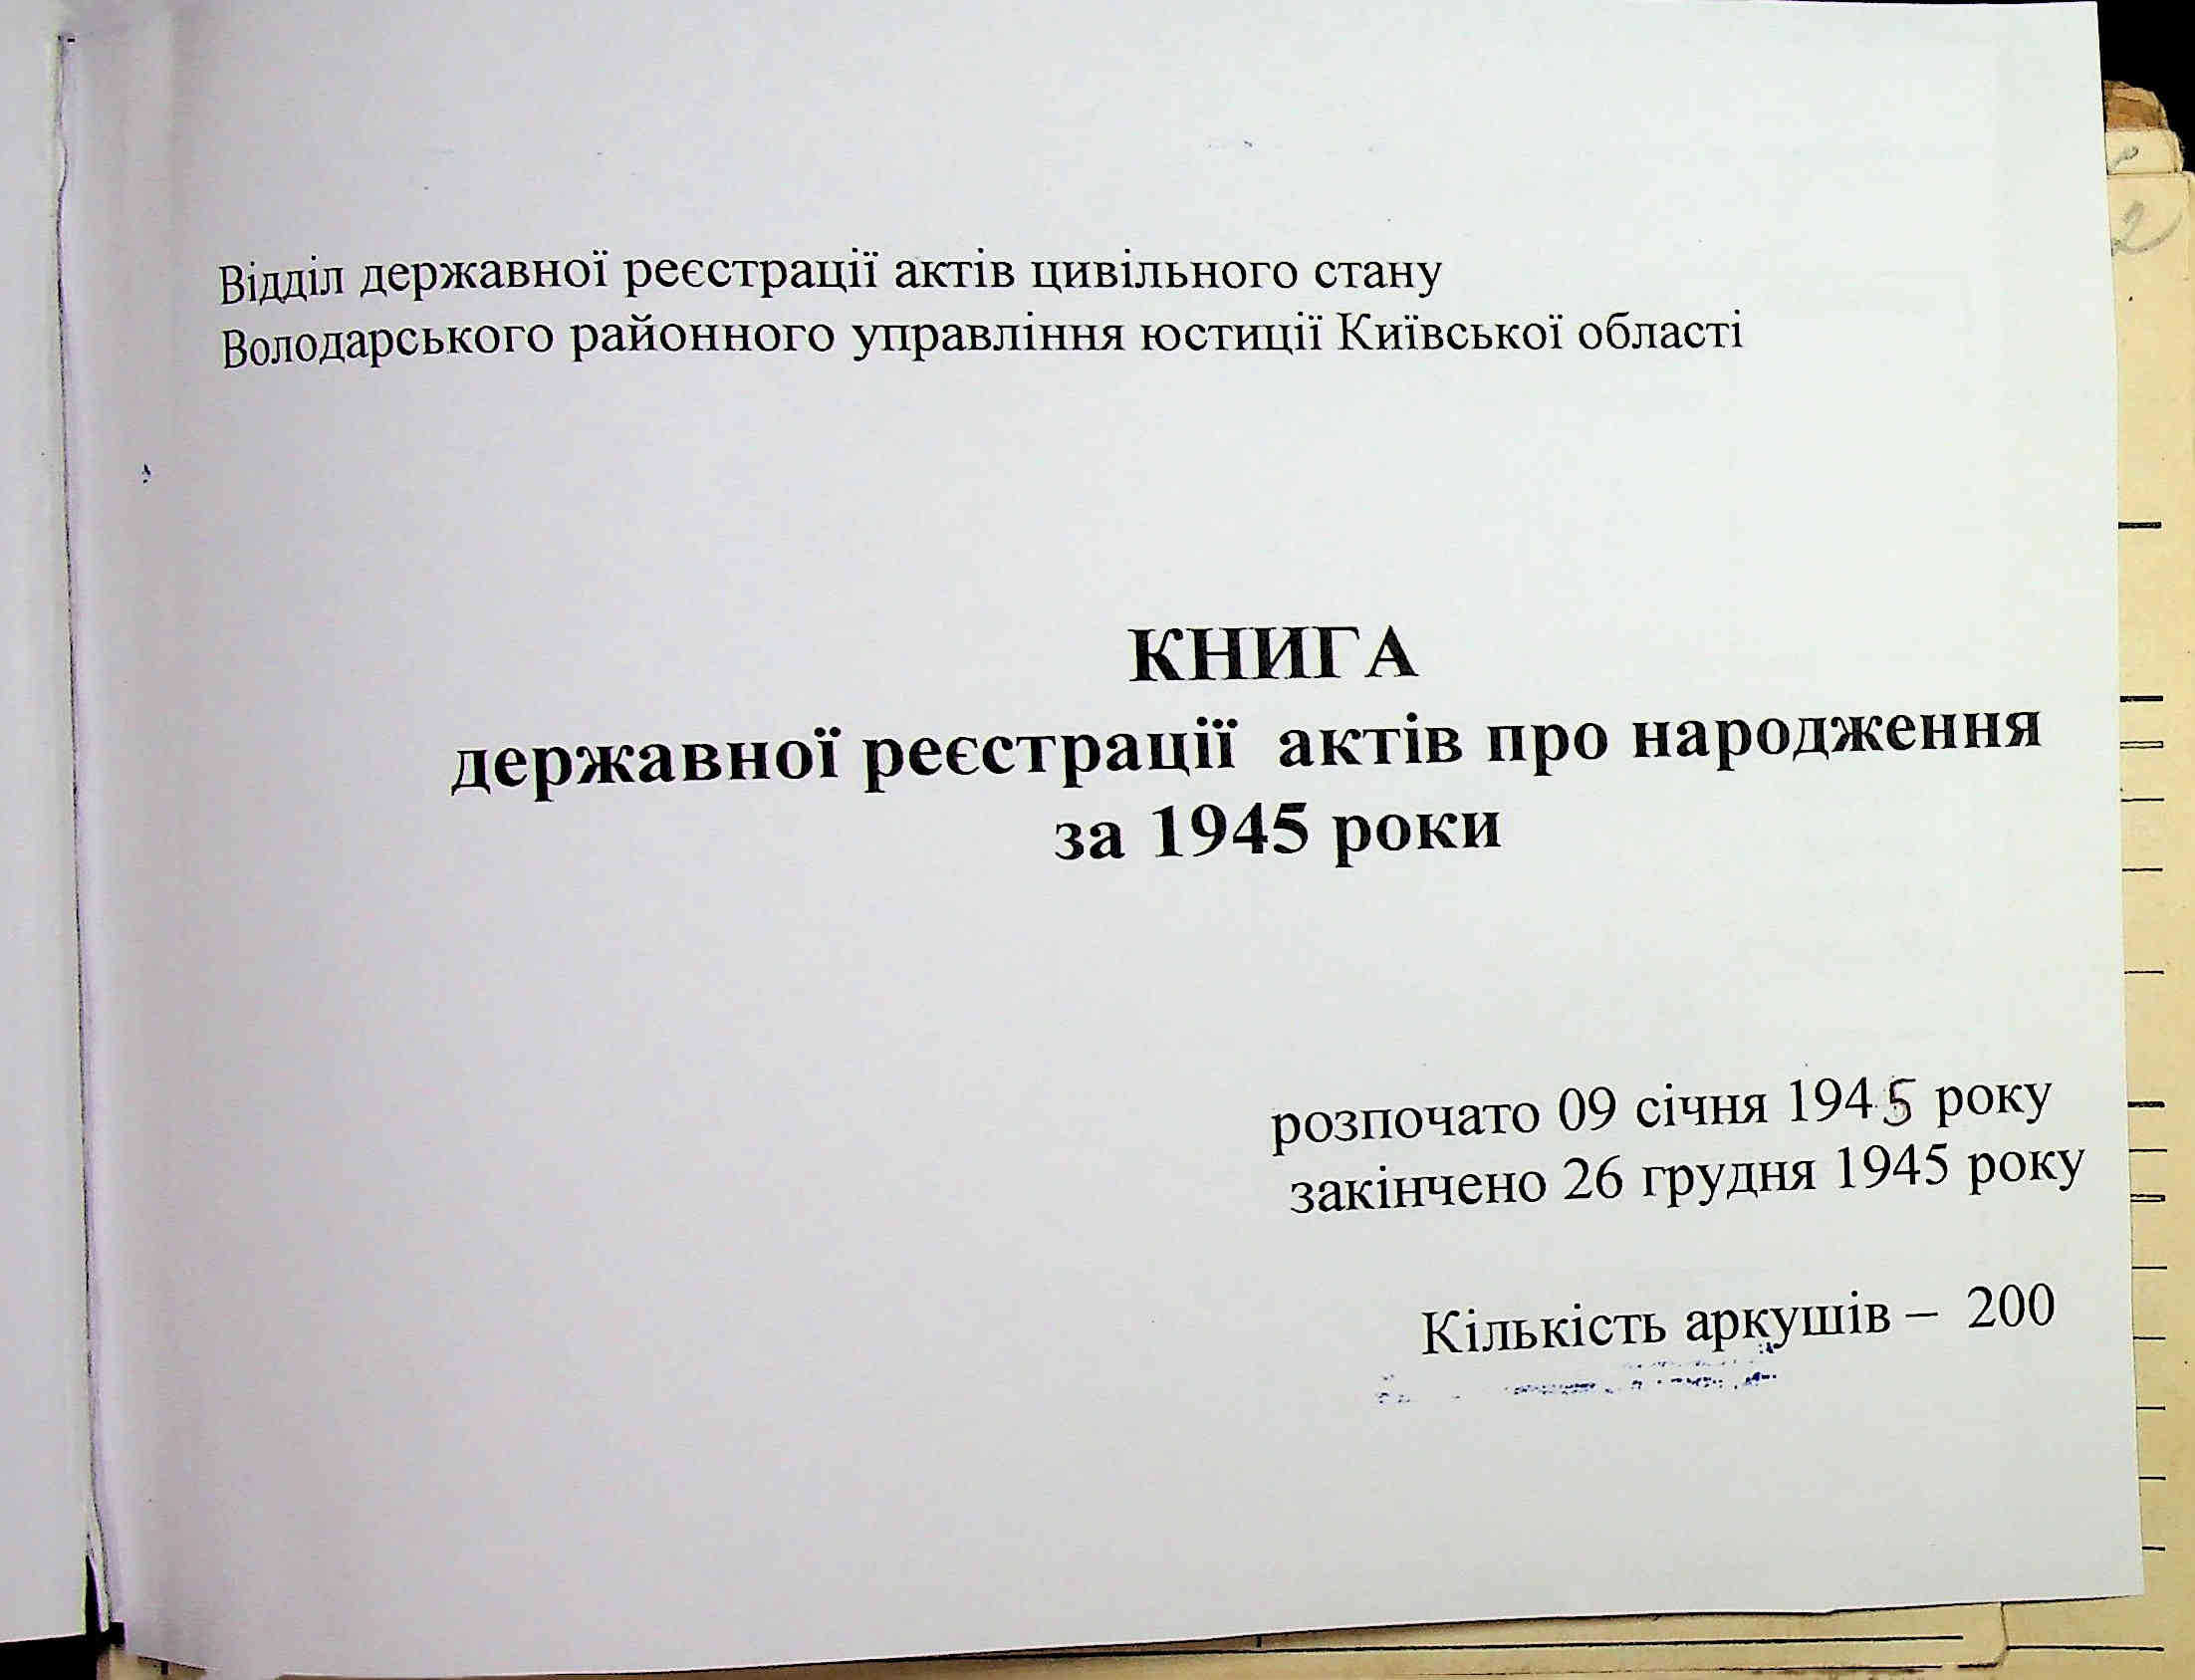 Відділ державної реєстрації актів цивільного стану
Володарського районного управління юстиції Київської області
КНИГА
державної реєстрації актів про народження
за 1945 роки
розпочато 09 січня 1945 року
закінчено 26 грудня 1945 року
Кількість аркушів – 200
2